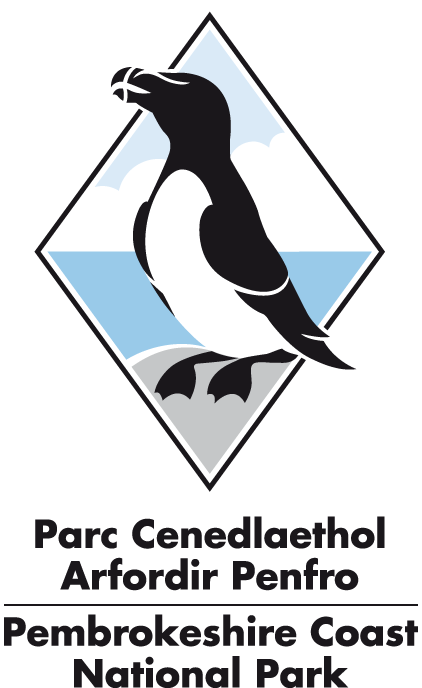 Parc Cenedlaethol
Arfordir Penfro
Pembrokeshire Coast
National Park